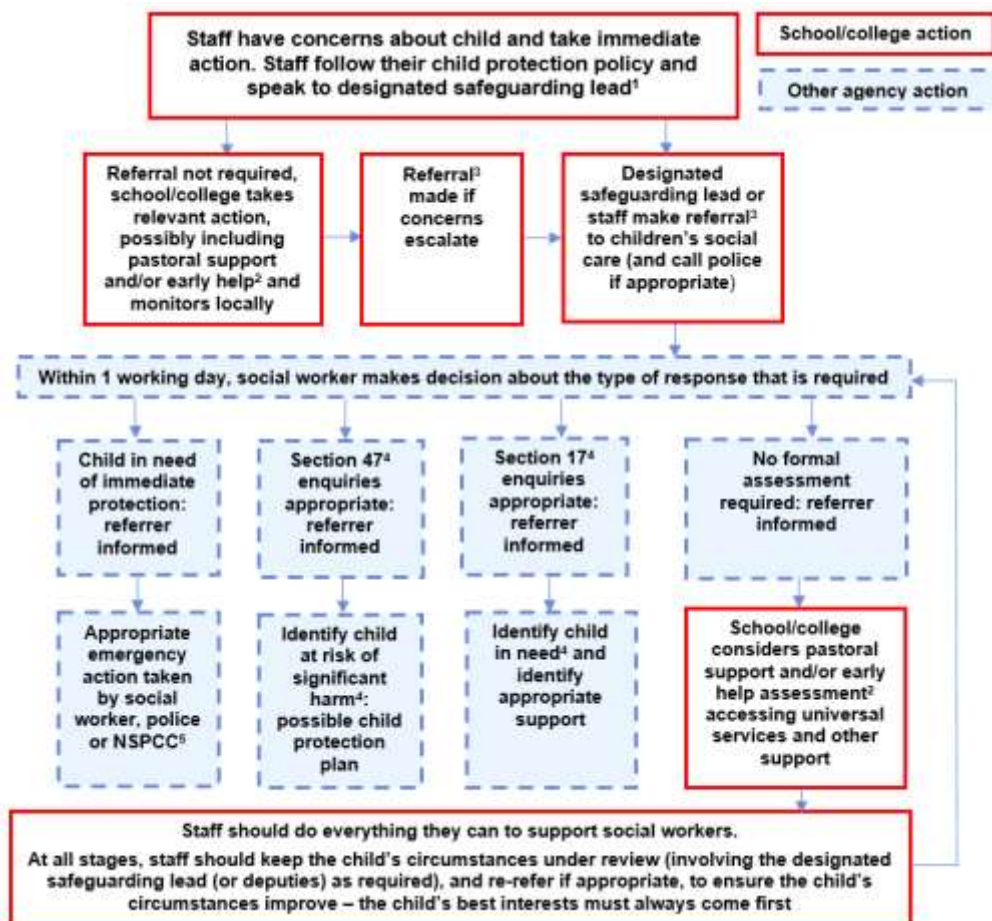 Staff have concerns about child and take immediate
action. Staff follow their child protection policy and
speak to designated safeguarding lead¹
School/college action
Other agency action
Referral not required,
school/college takes
relevant action,
possibly including
pastoral support
and/or early help² and
monitors locally
Referral³
made if
concerns
escalate
Designated
safeguarding lead or
staff make referral³
to children's social
care (and call police
if appropriate)
Within 1 working day, social worker makes decision about the type of response that is required
Child in need
of immediate
protection:
referrer
informed
Section 47⁴
enquiries
appropriate:
referrer
informed
Section 17⁴
enquiries
appropriate:
referrer
informed
No formal
assessment
required: referrer
informed
Appropriate
emergency
action taken
by social
worker, police
or NSPCC⁵
Identify child
at risk of
significant
harm⁴:
possible child
protection
plan
Identify child
in need⁴ and
identify
appropriate
support
School/college
considers pastoral
support and/or early
help assessment²
accessing universal
services and other
support
Staff should do everything they can to support social workers.
At all stages, staff should keep the child's circumstances under review (involving the designated
safeguarding lead (or deputies) as required), and re-refer if appropriate, to ensure the child's
circumstances improve – the child's best interests must always come first